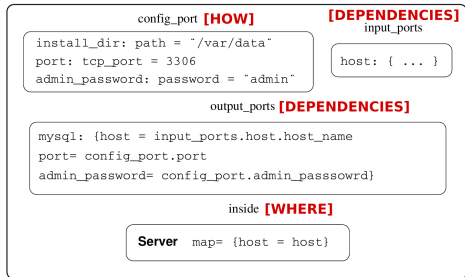 config_port [HOW]
install_dir: path = "/var/data"
port: tcp_port = 3306
admin_password: password = "admin"
[DEPENDENCIES]
input_ports
host: { ... }
output_ports [DEPENDENCIES]
mysql: {host = input_ports.host.host_name
port= config_port.port
admin_password= config_port.admin_passsowrd}
inside [WHERE]
Server map= {host = host}